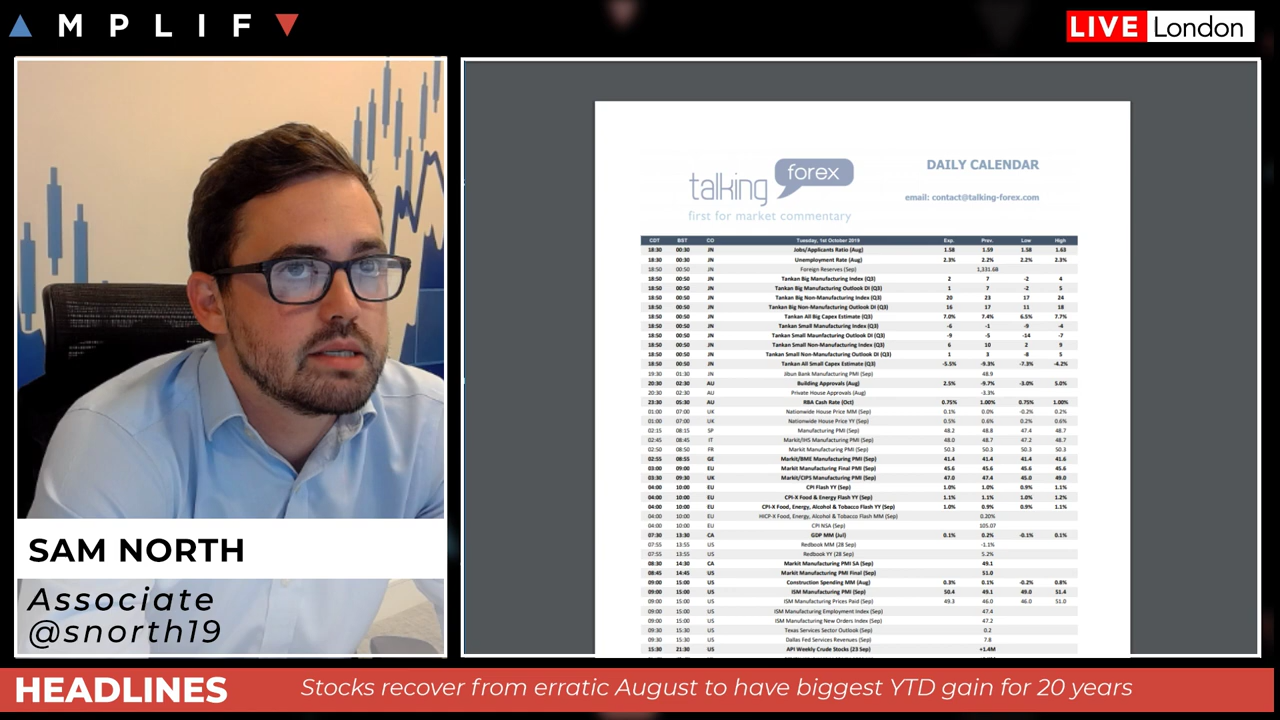 AMPLIFY
LIVE London
talking forex
first for market commentary
DAILY CALENDAR
email: contact@talking-forex.com
CDT BST CO Tuesday, 1st October 2019 Exp. Prev. Low High
18:30 00:30 JN Jobs/Applicants Ratio (Aug) 1.58 1.59 1.58 1.63
18:30 00:30 JN Unemployment Rate (Aug) 2.3% 2.2% 2.2% 2.3%
18:50 00:50 JN Foreign Reserves (Sep) 1,331.6B
18:50 00:50 JN Tankan Big Manufacturing Index (Q3) 2 7 -2 4
18:50 00:50 JN Tankan Big Manufacturing Outlook DI (Q3) 1 7 -2 5
18:50 00:50 JN Tankan Big Non-Manufacturing Index (Q3) 20 23 17 24
18:50 00:50 JN Tankan Big Non-Manufacturing Outlook DI (Q3) 16 17 11 18
18:50 00:50 JN Tankan All Big Capex Estimate (Q3) 7.0% 7.4% 6.5% 7.7%
18:50 00:50 JN Tankan Small Manufacturing Index (Q3) -6 -1 -9 -4
18:50 00:50 JN Tankan Small Maunfacturing Outlook DI (Q3) -9 -5 -14 -7
18:50 00:50 JN Tankan Small Non-Manufacturing Index (Q3) 6 10 2 9
18:50 00:50 JN Tankan Small Non-Manufacturing Outlook DI (Q3) 1 3 -8 5
18:50 00:50 JN Tankan All Small Capex Estimate (Q3) -5.5% -9.3% -7.3% -4.2%
19:30 01:30 JN Jibun Bank Manufacturing PMI (Sep) 48.9
20:30 02:30 AU Building Approvals (Aug) 2.5% -9.7% -3.0% 5.0%
20:30 02:30 AU Private House Approvals (Aug) -3.3%
23:30 05:30 AU RBA Cash Rate (Oct) 0.75% 1.00% 0.75% 1.00%
01:00 07:00 UK Nationwide House Price MM (Sep) 0.1% 0.0% -0.2% 0.2%
01:00 07:00 UK Nationwide House Price YY (Sep) 0.5% 0.6% 0.2% 0.6%
02:15 08:15 SP Manufacturing PMI (Sep) 48.2 48.8 47.4 48.7
02:45 08:45 IT Markit/IHS Manufacturing PMI (Sep) 48.0 48.7 47.2 48.7
02:50 08:50 FR Markit Manufacturing PMI (Sep) 50.3 50.3 50.3 50.3
02:55 08:55 GE Markit/BME Manufacturing PMI (Sep) 41.4 41.4 41.4 41.6
03:00 09:00 EU Markit Manufacturing Final PMI (Sep) 45.6 45.6 45.6 45.6
03:30 09:30 UK Markit/CIPS Manufacturing PMI (Sep) 47.0 47.4 45.0 49.0
04:00 10:00 EU CPI Flash YY (Sep) 1.0% 1.0% 0.9% 1.1%
04:00 10:00 EU CPI-X Food & Energy Flash YY (Sep) 1.1% 1.1% 1.0% 1.2%
04:00 10:00 EU CPI-X Food, Energy, Alcohol & Tobacco Flash YY (Sep) 1.0% 0.9% 0.9% 1.1%
04:00 10:00 EU HICP-X Food, Energy, Alcohol & Tobacco Flash MM (Sep) 0.20%
04:00 10:00 EU CPI NSA (Sep) 105.07
07:30 13:30 CA GDP MM (Jul) 0.1% 0.2% -0.1% 0.1%
07:55 13:55 US Redbook MM (28 Sep) -1.1%
07:55 13:55 US Redbook YY (28 Sep) 5.2%
08:30 14:30 CA Markit Manufacturing PMI SA (Sep) 49.1
08:45 14:45 US Markit Manufacturing PMI Final (Sep) 51.0
09:00 15:00 US Construction Spending MM (Aug) 0.3% 0.1% -0.2% 0.8%
09:00 15:00 US ISM Manufacturing PMI (Sep) 50.4 49.1 49.0 51.4
09:00 15:00 US ISM Manufacturing Prices Paid (Sep) 49.3 46.0 46.0 51.0
09:00 15:00 US ISM Manufacturing Employment Index (Sep) 47.4
09:00 15:00 US ISM Manufacturing New Orders Index (Sep) 47.2
09:30 15:30 US Texas Services Sector Outlook (Sep) 0.2
09:30 15:30 US Dallas Fed Services Revenues (Sep) 7.8
15:30 21:30 US API Weekly Crude Stocks (23 Sep) +1.4M
SAM NORTH
Associate
@snorth19
HEADLINES
Stocks recover from erratic August to have biggest YTD gain for 20 years